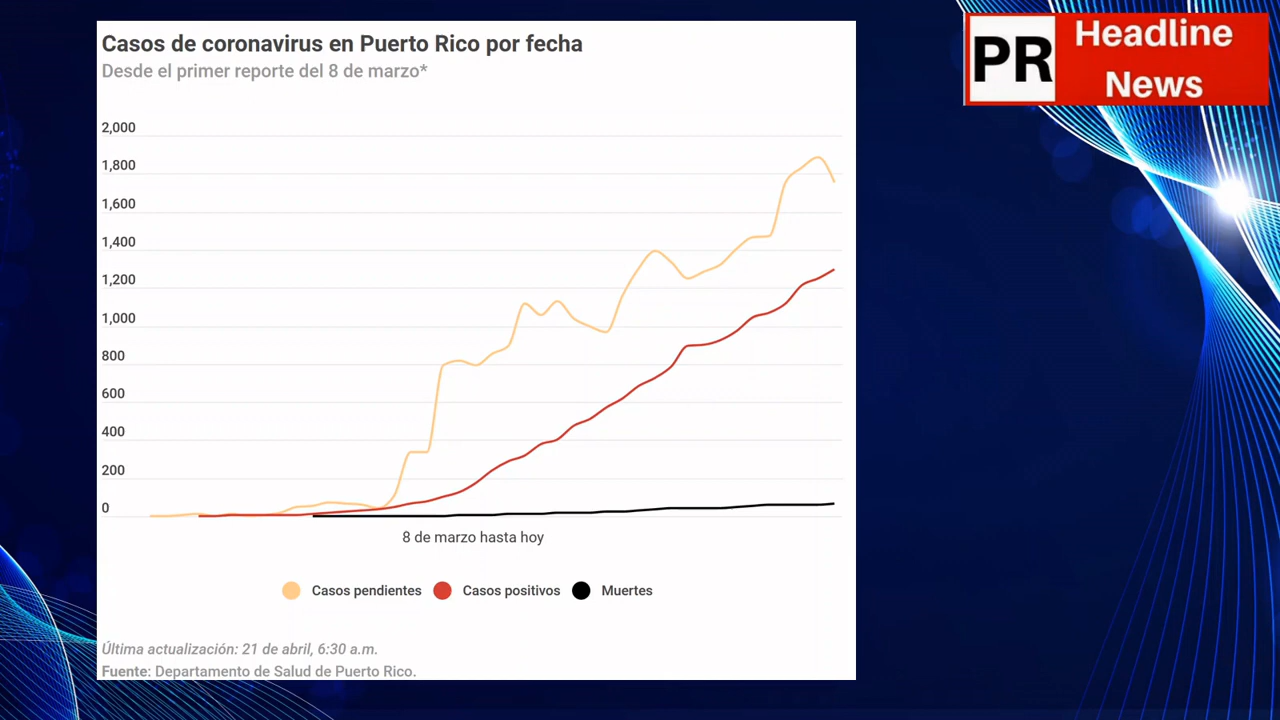 Casos de coronavirus en Puerto Rico por fecha
Desde el primer reporte del 8 de marzo*
PR
Headline
News
2,000
1,800
1,600
1,400
1,200
1,000
800
600
400
200
0
8 de marzo hasta hoy
Casos pendientes Casos positivos Muertes
Última actualización: 21 de abril, 6:30 a.m.
Fuente: Departamento de Salud de Puerto Rico.